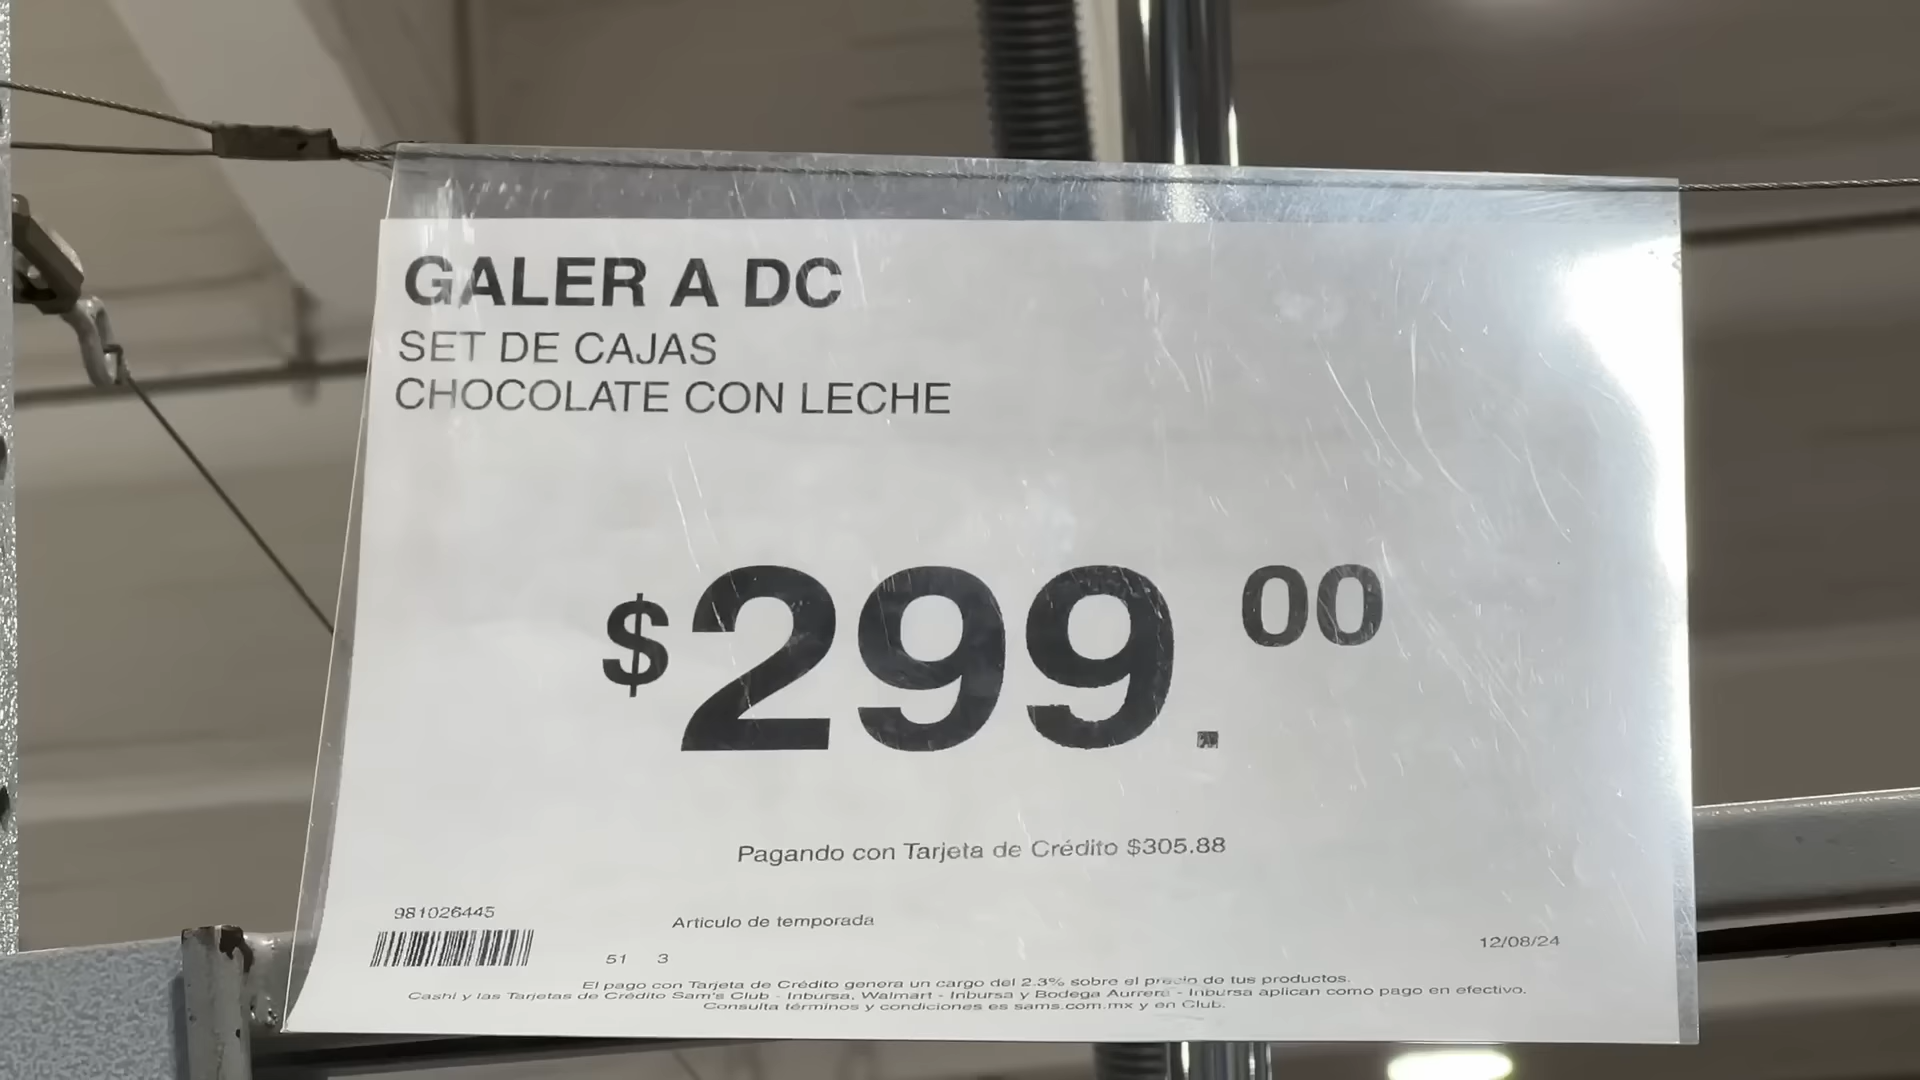 GALER A DC
SET DE CAJAS
CHOCOLATE CON LECHE
$299.00
Pagando con Tarjeta de Crédito $305.88
981026445
Articulo de temporada
51 3
12/08/24
El pago con Tarjeta de Crédito genera un cargo del 2.3% sobre el precio de tus productos.
Cashi y las Tarjetas de Crédito Sam's Club - Inbursa, Walmart - Inbursa y Bodega Aurrera - Inbursa aplican como pago en efectivo.
Consulta términos y condiciones es sams.com.mx y en Club.